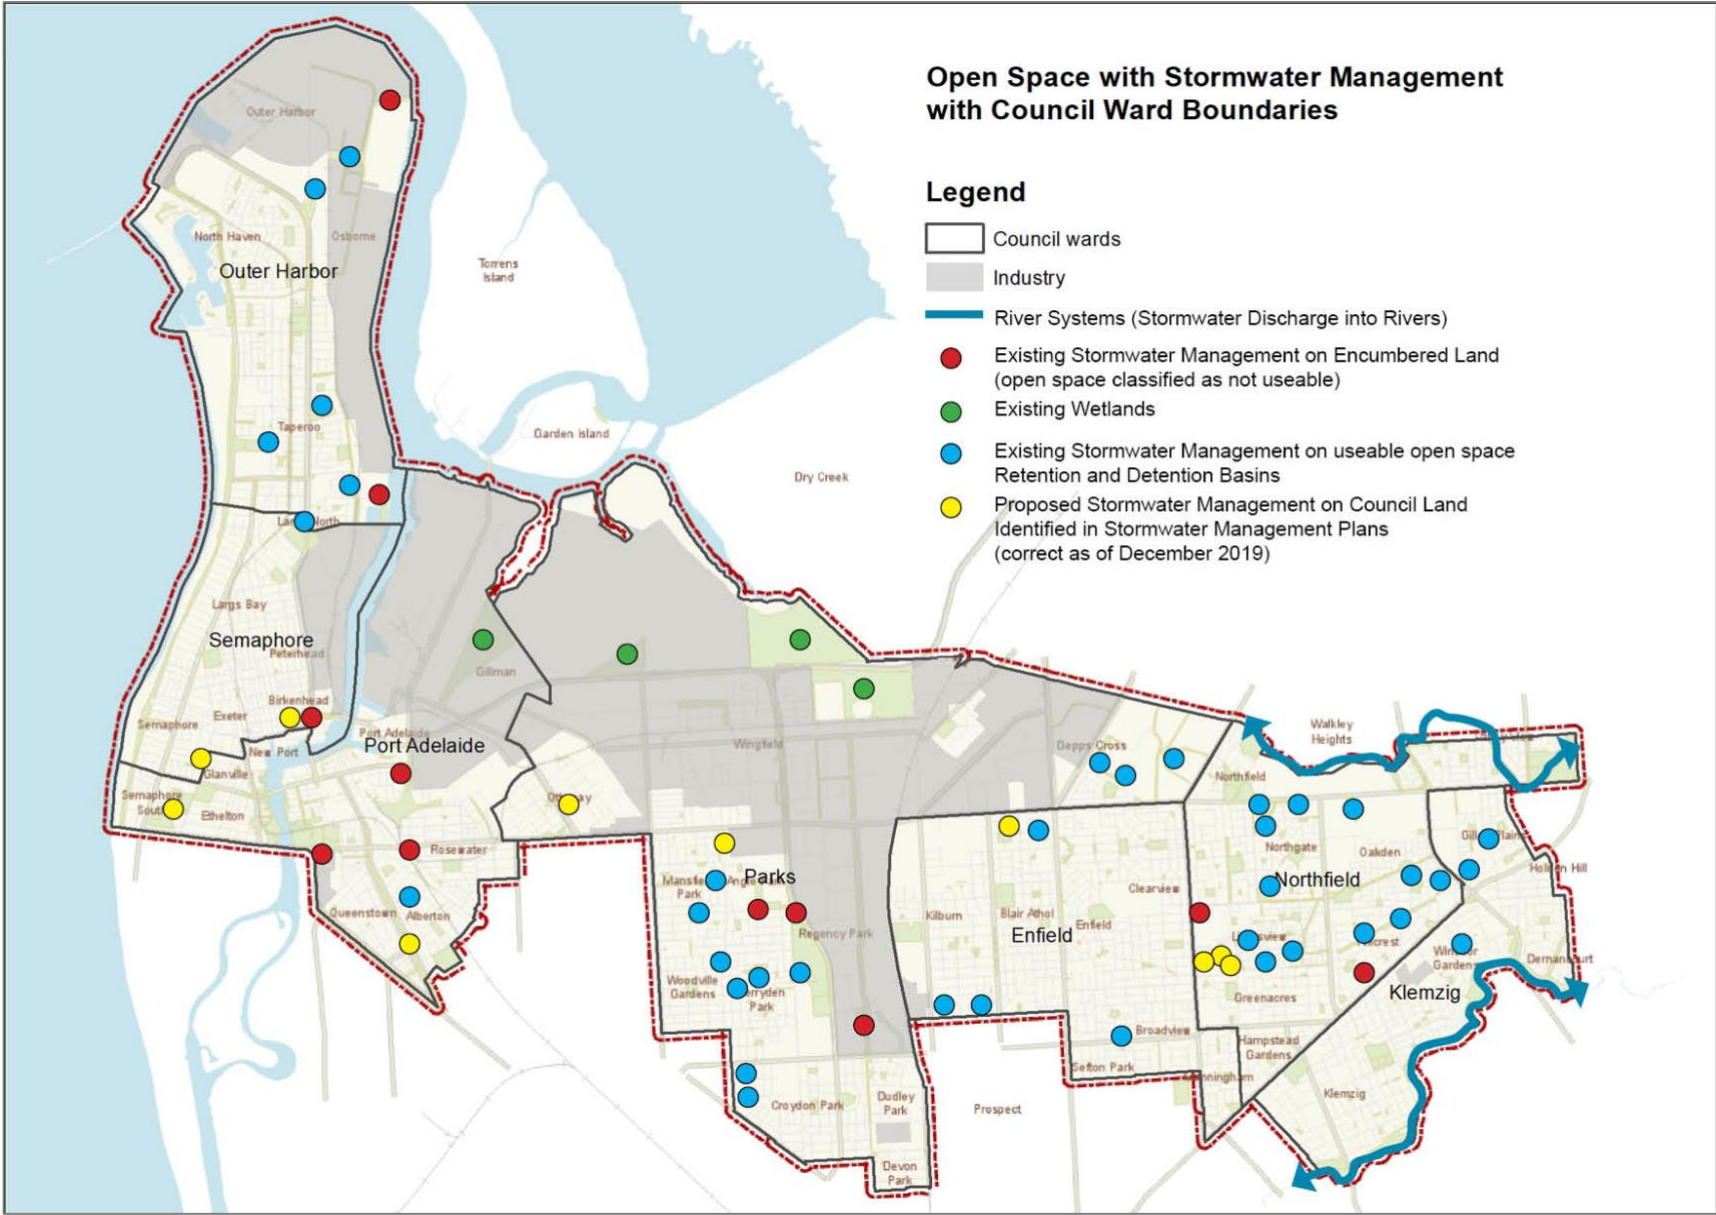 Open Space with Stormwater Management
with Council Ward Boundaries
Legend
Council wards
Industry
River Systems (Stormwater Discharge into Rivers)
Existing Stormwater Management on Encumbered Land
(open space classified as not useable)
Existing Wetlands
Existing Stormwater Management on useable open space
Retention and Detention Basins
Proposed Stormwater Management on Council Land
Identified in Stormwater Management Plans
(correct as of December 2019)
Outer Harbor
North Haven
Osborne
Outer Harbor
Torrens
Island
Taperoo
Garden Island
Dry Creek
North
Largs Bay
Semaphore
Peterhead
Gillman
Birkenhead
Semaphore
Exeter
New Port
Port Adelaide
Port Adelaide
Glanville
Semaphore
South
Ethelton
Rosewater
Queenstown
Alberton
Wingfield
Gepps Cross
Walkley
Heights
Northfield
Parks
Park
Regency Park
Woodville
Gardens
Park
Croydon Park
Dudley
Park
Devon
Park
Kilburn
Blair Athol
Enfield
Enfield
Clearview
Broadview
Sefton Park
Prospect
Northgate
Oakden
Northfield
Greenacres
Hampstead
Gardens
Klemzig
Klemzig
Gardens